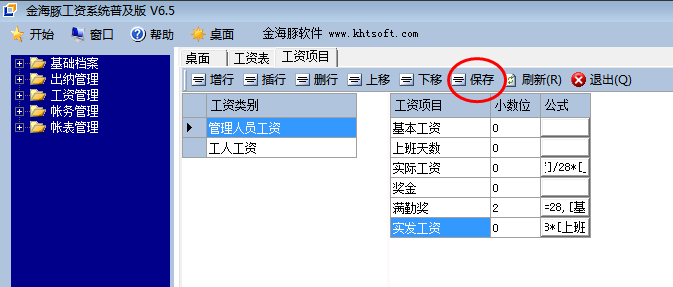 金海豚工资系统普及版 V6.5
开始 窗口 帮助 桌面 金海豚软件 www.khtsoft.com
基础档案
出纳管理
工资管理
帐务管理
帐表管理
桌面 工资表 工资项目
增行 插行 删行 上移 下移 保存 刷新(R) 退出(Q)
工资类别
管理人员工资
工人工资
工资项目 小数位 公式
基本工资 0
上班天数 0
实际工资 0 ]/28*[
奖金 0
满勤奖 2 =28,[基
实发工资 0 *[上班